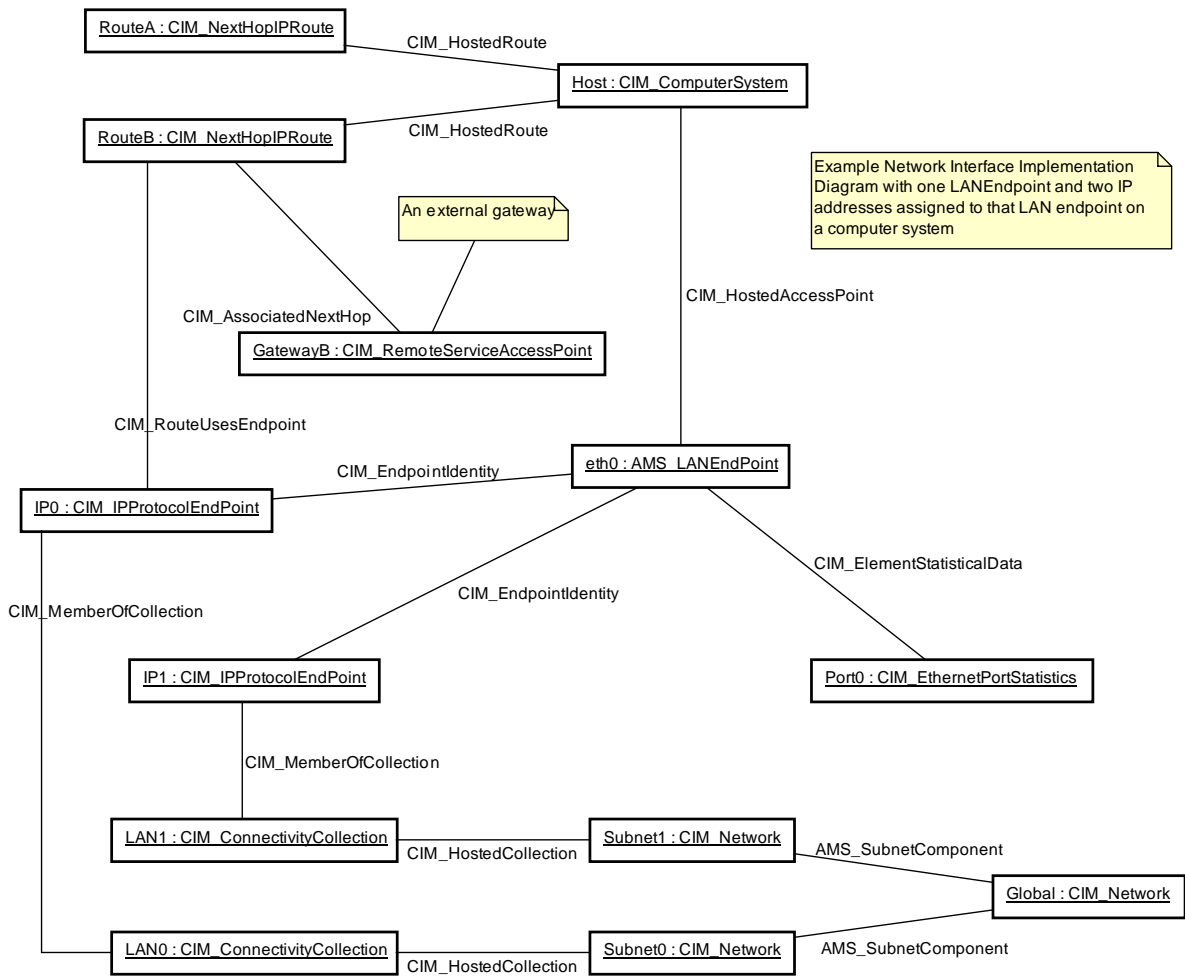 RouteA : CIM_NextHopIPRoute
CIM_HostedRoute
Host : CIM_ComputerSystem
RouteB : CIM_NextHopIPRoute
CIM_HostedRoute
Example Network Interface Implementation
Diagram with one LANEndpoint and two IP
addresses assigned to that LAN endpoint on
a computer system
An external gateway
CIM_HostedAccessPoint
CIM_AssociatedNextHop
GatewayB : CIM_RemoteServiceAccessPoint
CIM_RouteUsesEndpoint
eth0 : AMS_LANEndPoint
CIM_EndpointIdentity
IP0 : CIM_IPProtocolEndPoint
CIM_ElementStatisticalData
CIM_EndpointIdentity
CIM_MemberOfCollection
IP1 : CIM_IPProtocolEndPoint
Port0 : CIM_EthernetPortStatistics
CIM_MemberOfCollection
LAN1 : CIM_ConnectivityCollection
CIM_HostedCollection
Subnet1 : CIM_Network
AMS_SubnetComponent
Global : CIM_Network
LAN0 : CIM_ConnectivityCollection
CIM_HostedCollection
Subnet0 : CIM_Network
AMS_SubnetComponent